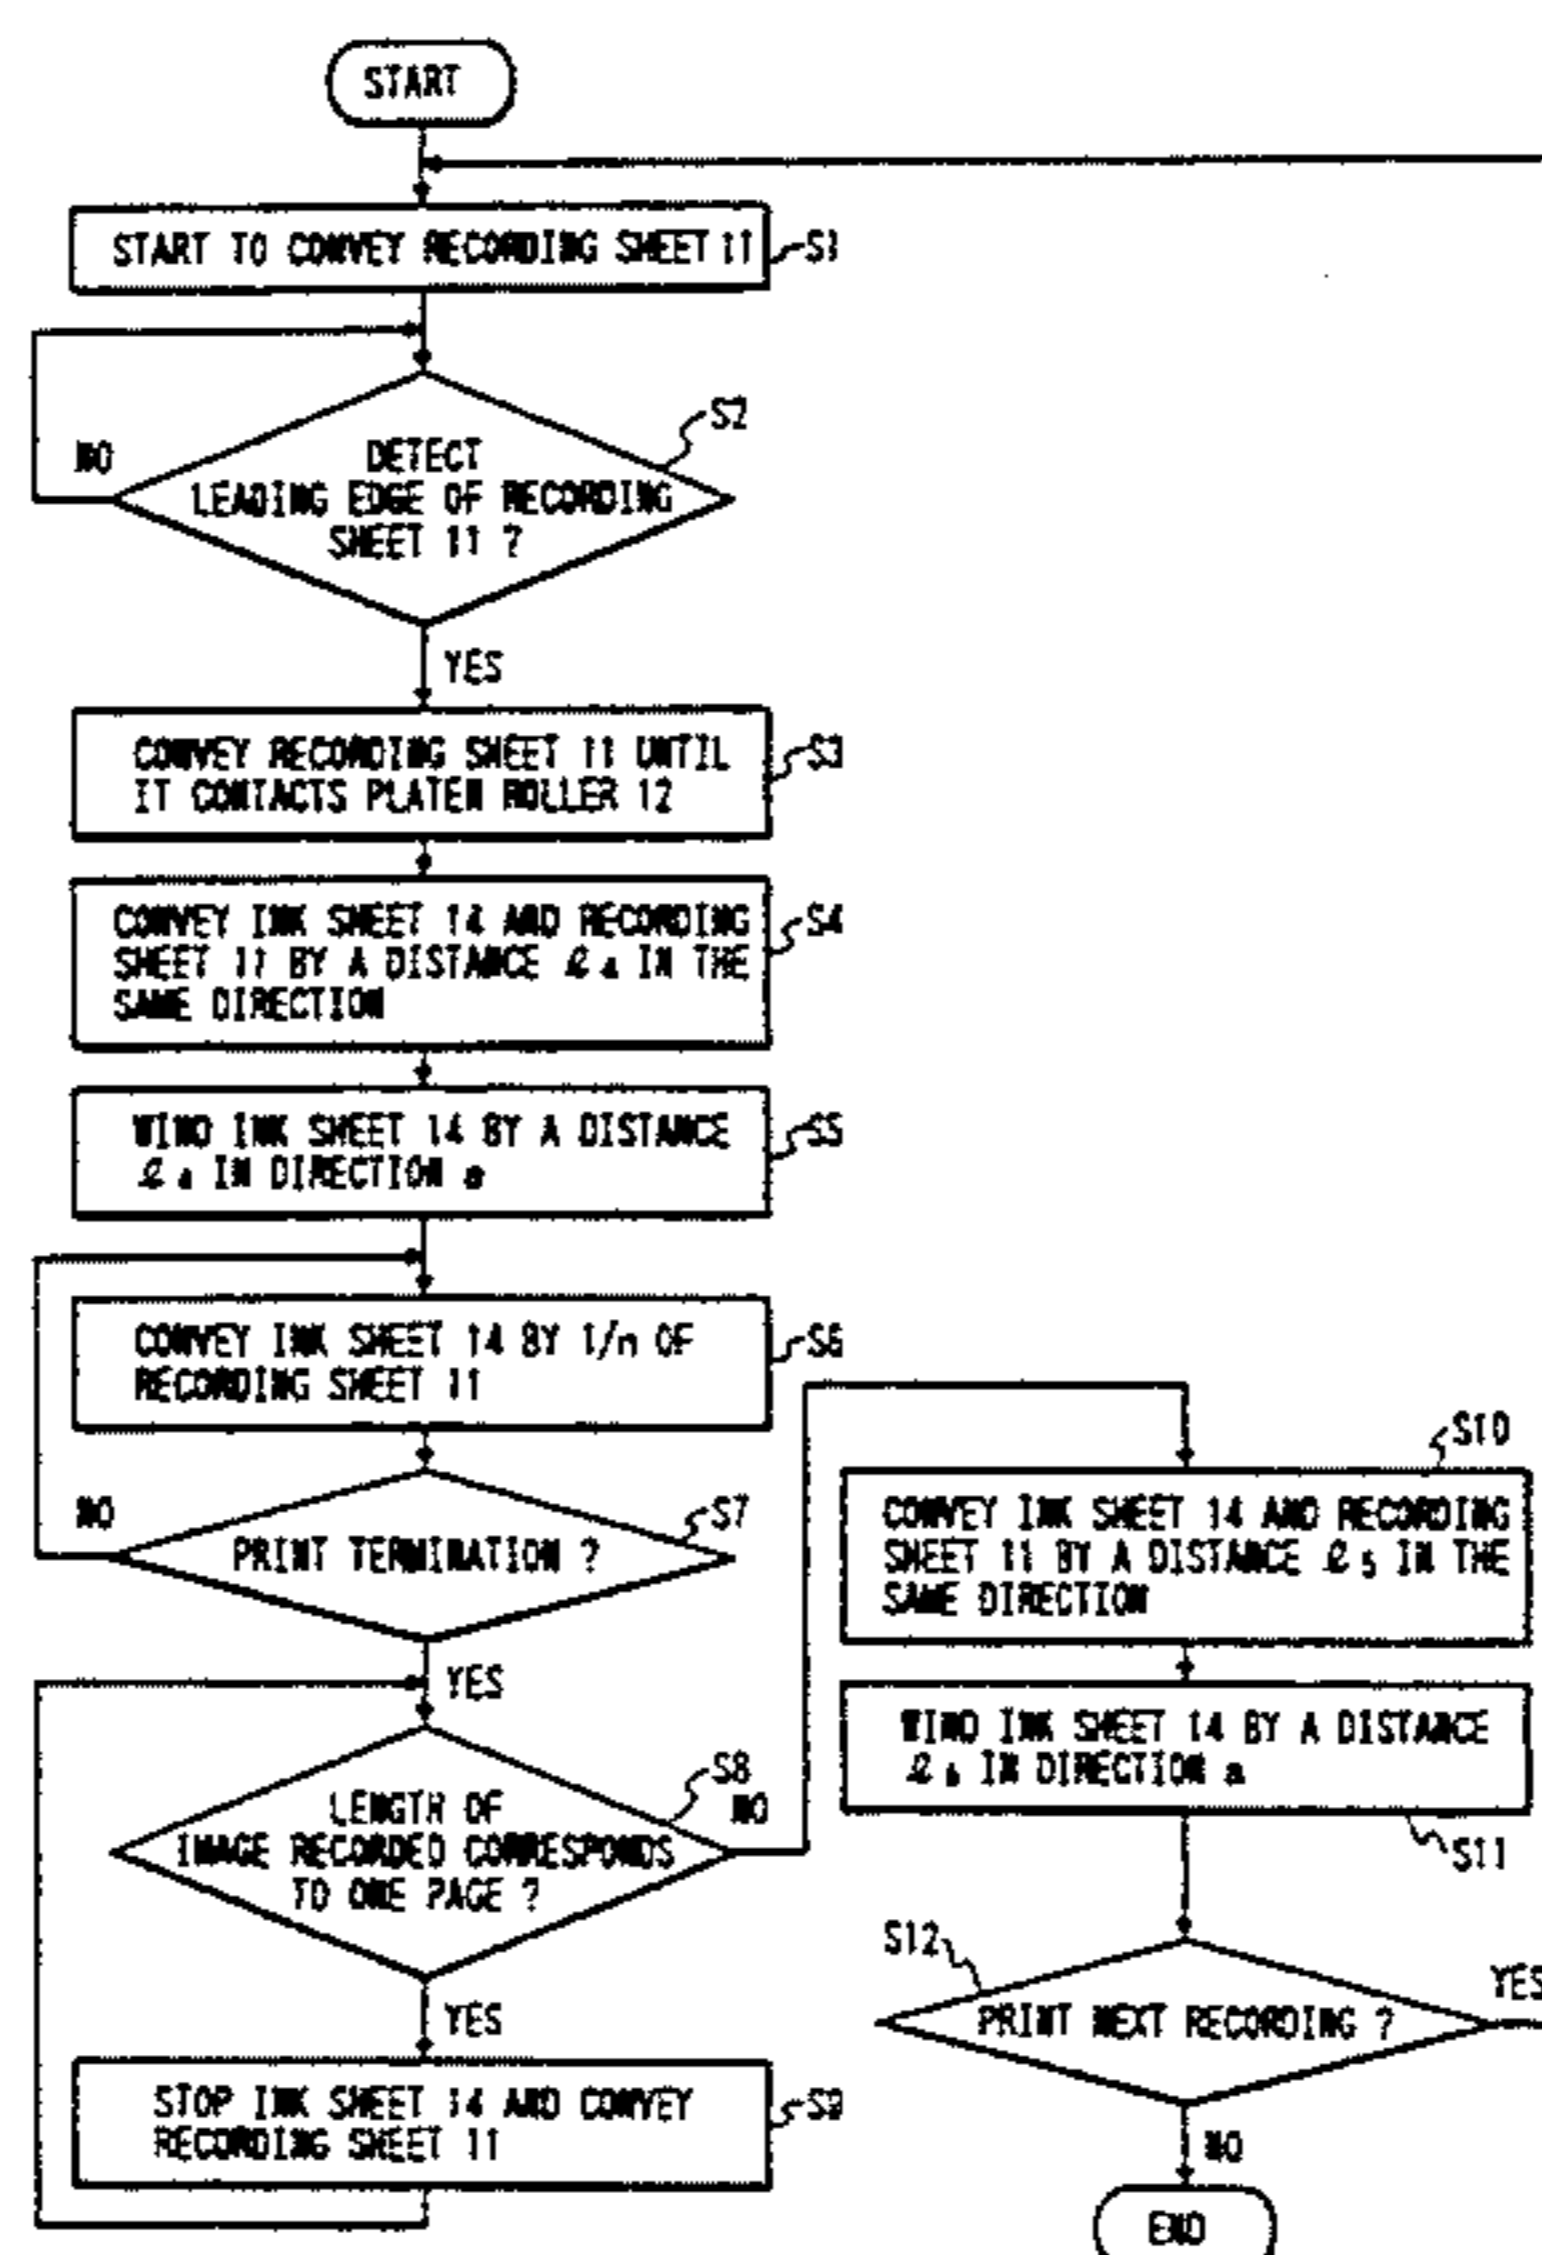 START
START TO CONVEY RECORDING SHEET 11
S1
S2
NO
DETECT
LEADING EDGE OF RECORDING
SHEET 11 ?
YES
CONVEY RECORDING SHEET 11 UNTIL
IT CONTACTS PLATEN ROLLER 12
S3
CONVEY INK SHEET 14 AND RECORDING
SHEET 11 BY A DISTANCE ℓa IN THE
SAME DIRECTION
S4
WIND INK SHEET 14 BY A DISTANCE
ℓa IN DIRECTION a
S5
CONVEY INK SHEET 14 BY 1/n OF
RECORDING SHEET 11
S6
NO
PRINT TERMINATION ?
S7
YES
LENGTH OF
IMAGE RECORDED CORRESPONDS
TO ONE PAGE ?
S8
NO
YES
STOP INK SHEET 14 AND CONVEY
RECORDING SHEET 11
S9
S10
CONVEY INK SHEET 14 AND RECORDING
SHEET 11 BY A DISTANCE ℓb IN THE
SAME DIRECTION
WIND INK SHEET 14 BY A DISTANCE
ℓb IN DIRECTION a
S11
S12
PRINT NEXT RECORDING ?
YES
NO
END